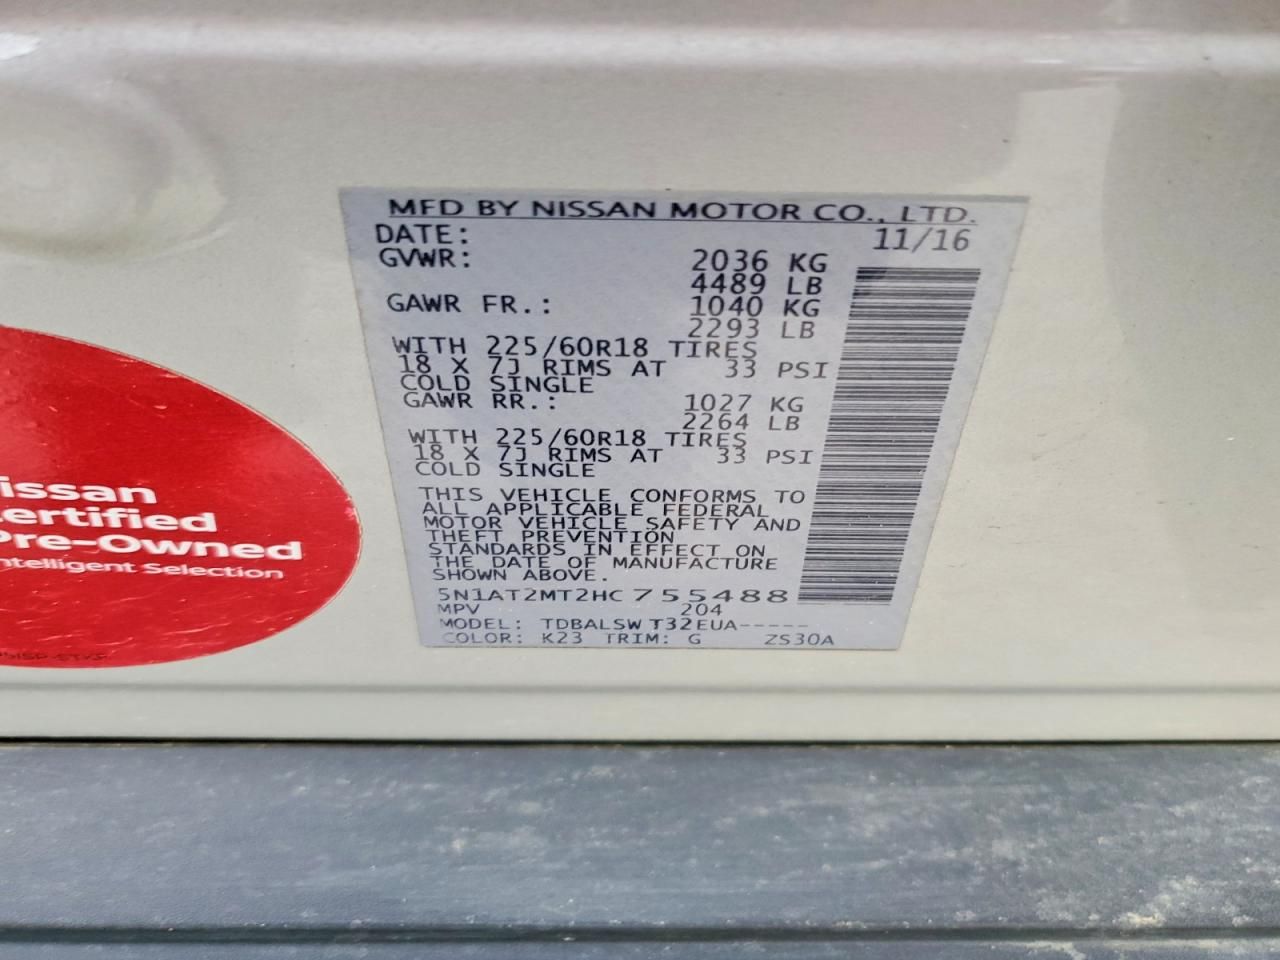 MFD BY NISSAN MOTOR CO., LTD.
DATE: 11/16
GVWR: 2036 KG
4489 LB
GAWR FR.: 1040 KG
2293 LB
WITH 225/60R18 TIRES
18 X 7J RIMS AT 33 PSI
COLD SINGLE
GAWR RR.: 1027 KG
2264 LB
WITH 225/60R18 TIRES
18 X 7J RIMS AT 33 PSI
COLD SINGLE
THIS VEHICLE CONFORMS TO
ALL APPLICABLE FEDERAL
MOTOR VEHICLE SAFETY AND
THEFT PREVENTION
STANDARDS IN EFFECT ON
THE DATE OF MANUFACTURE
SHOWN ABOVE.
5N1AT2MT2HC755488
MPV 204
MODEL: TDBALSW T32EUA-----
COLOR: K23 TRIM: G ZS30A
issan
ertified
Pre-Owned
ntelligent Selection